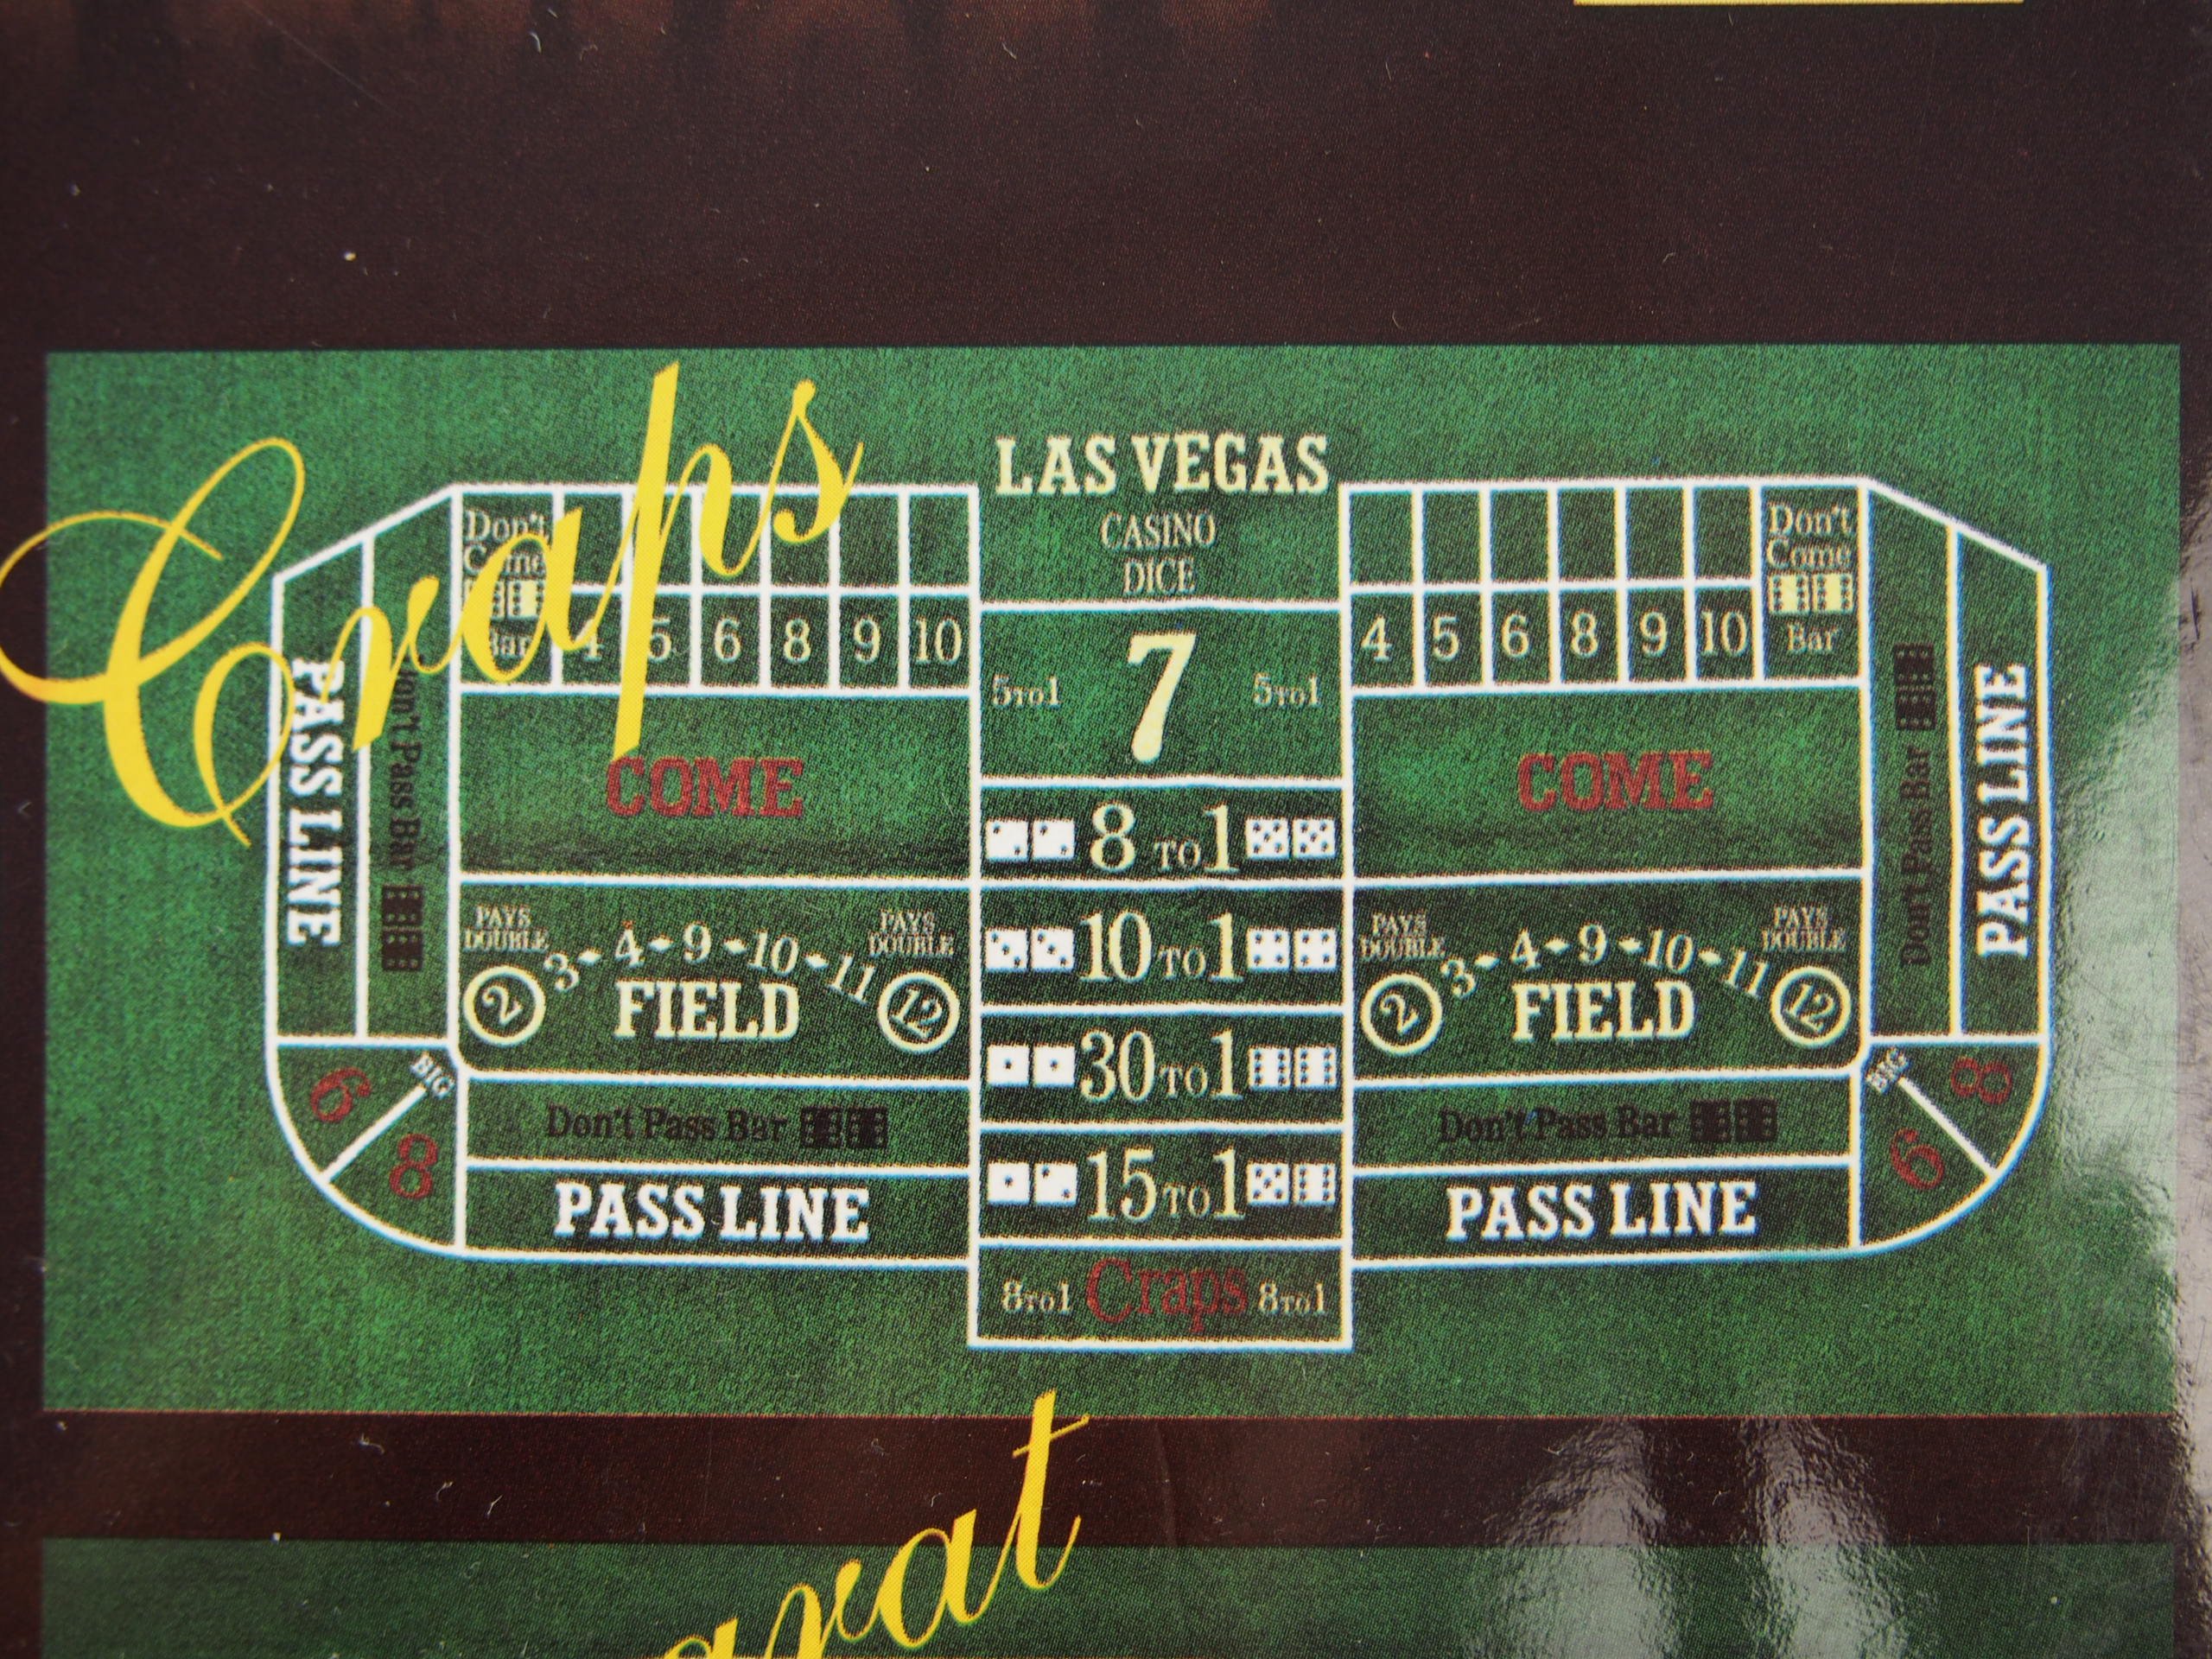 Craps
LAS VEGAS
CASINO
DICE
Don't
Come
Bar
4 5 6 8 9 10
4 5 6 8 9 10
Don't
Come
Bar
5 TO 1 7 5 TO 1
PASS LINE
Don't Pass Bar
COME
COME
Don't Pass Bar
PASS LINE
8 TO 1
10 TO 1
30 TO 1
15 TO 1
8 TO 1 Craps 8 TO 1
PAYS
DOUBLE
PAYS
DOUBLE
2 3 4 9 10 11 12
FIELD
PAYS
DOUBLE
PAYS
DOUBLE
2 3 4 9 10 11 12
FIELD
BIG
6
8
Don't Pass Bar
PASS LINE
Don't Pass Bar
PASS LINE
BIG
8
6